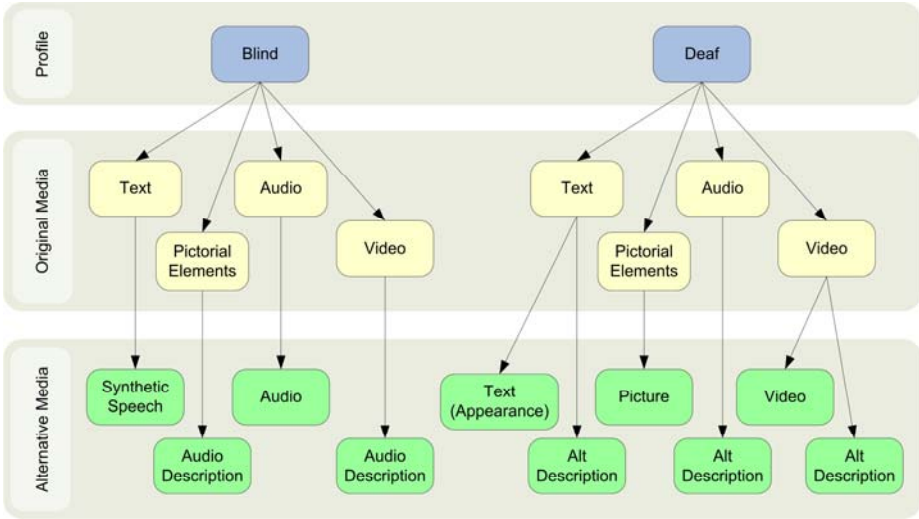 Profile
Blind
Deaf
Original Media
Text
Audio
Text
Audio
Pictorial
Elements
Video
Pictorial
Elements
Video
Alternative Media
Synthetic
Speech
Audio
Text
(Appearance)
Picture
Video
Audio
Description
Audio
Description
Alt
Description
Alt
Description
Alt
Description